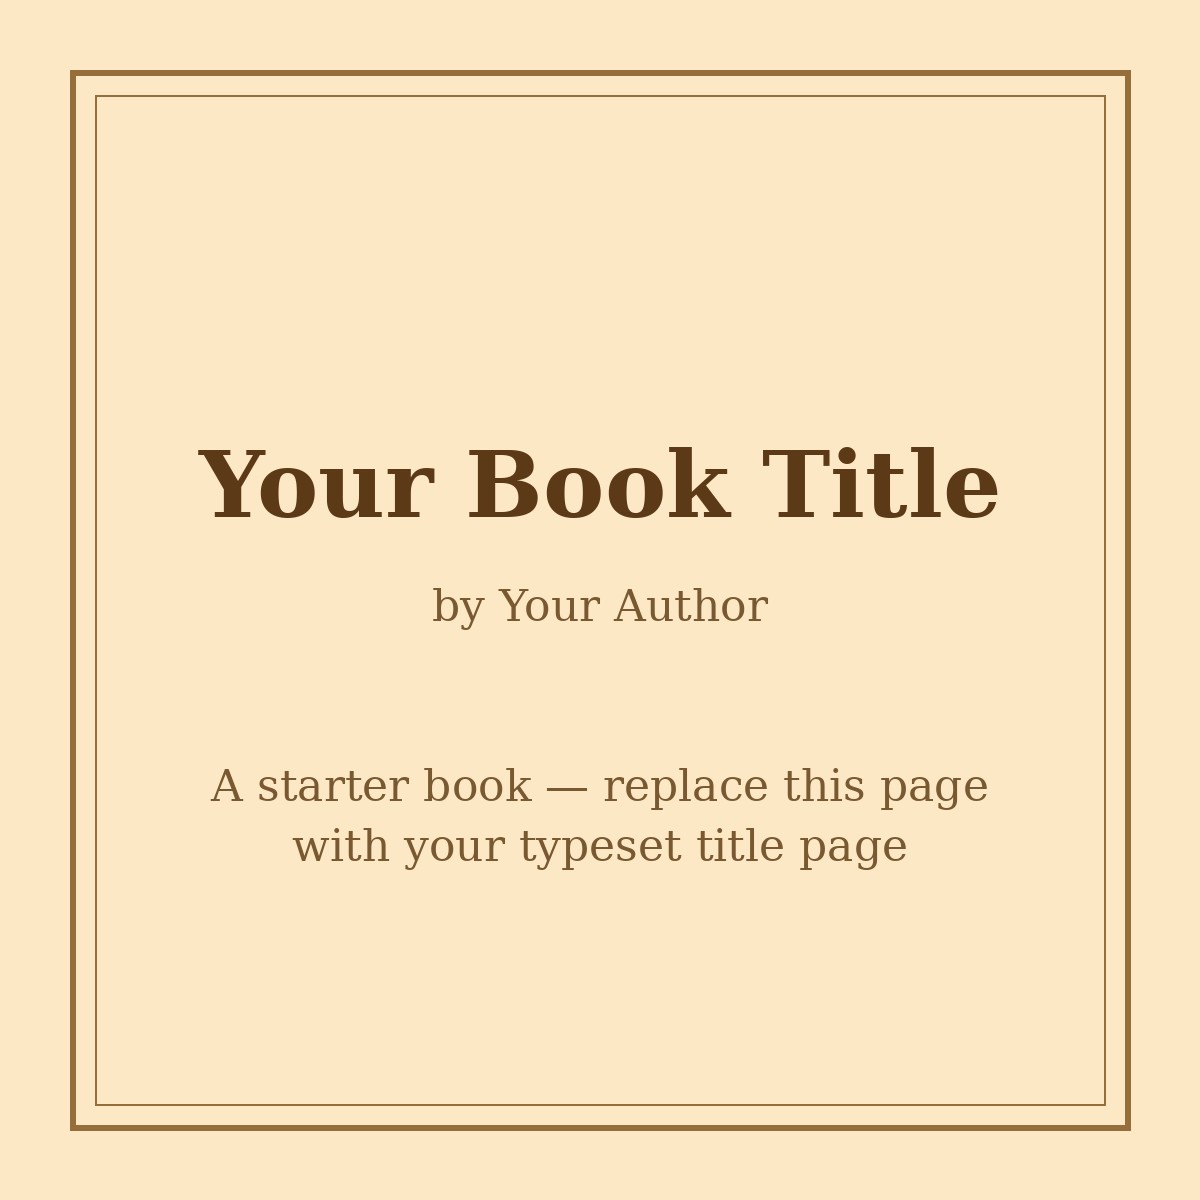 Your Book Title
by Your Author
A starter book — replace this page
with your typeset title page